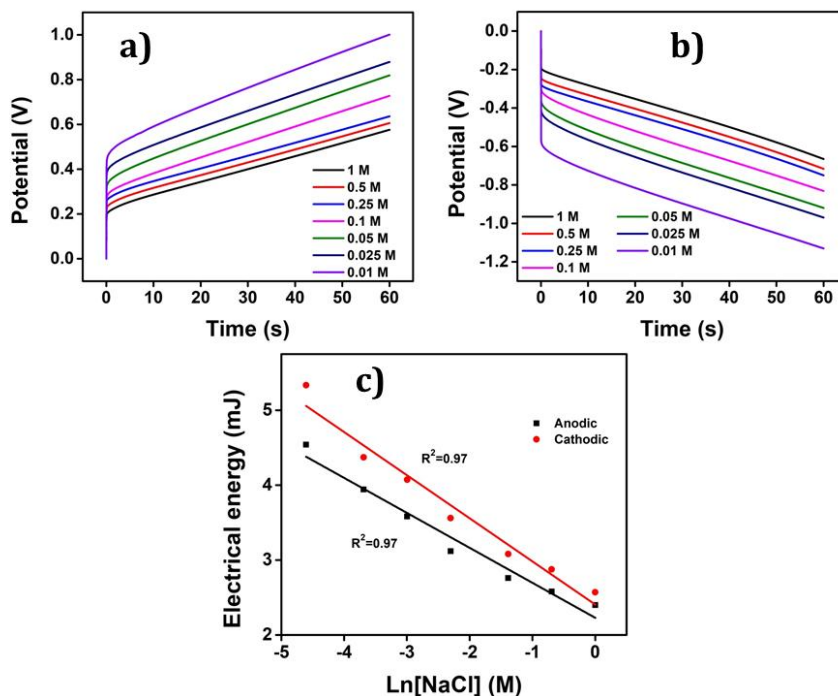 a)
1.0
0.8
0.6
0.4
0.2
0.0
Potential (V)
1 M
0.5 M
0.25 M
0.1 M
0.05 M
0.025 M
0.01 M
0 10 20 30 40 50 60
Time (s)
b)
-0.2
-0.4
-0.6
-0.8
-1.0
-1.2
Potential (V)
1 M 0.05 M
0.5 M 0.025 M
0.25 M 0.01 M
0.1 M
0 10 20 30 40 50 60
Time (s)
c)
5
4
3
2
Electrical energy (mJ)
Anodic
Cathodic
R²=0.97
R²=0.97
-5 -4 -3 -2 -1 0
Ln[NaCl] (M)